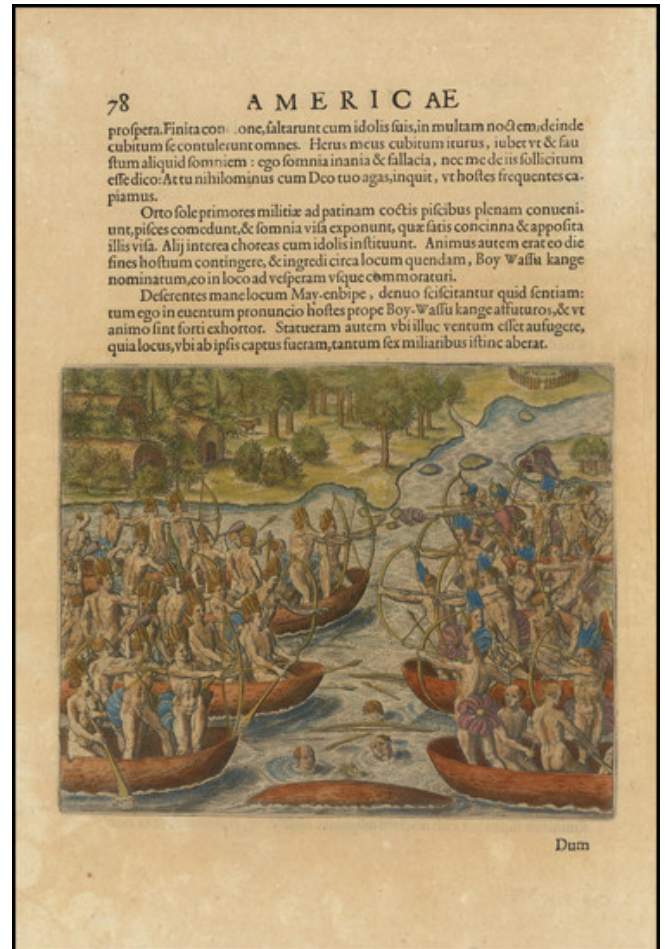 78 AMERICAE
proſpera. Finita con one, ſaltarunt cum idolis ſuis, in multam noctem, deinde
cubitum ſe contulerunt omnes. Herus meus cubitum iturus, iubet vt & fau
ſtum aliquid ſomniem: ego ſomnia inania & fallacia, nec me de iis ſollicitum
eſſe dico: At tu nihilominus cum Deo tuo agas, inquit, vt hoſtes frequentes ca-
piamus.
Orto ſole primores militiæ ad patinam coctis piſcibus plenam conueni-
unt, piſces comedunt, & ſomnia viſa exponunt, quæ ſatis concinna & appoſita
illis viſa. Alij interea choreas cum idolis inſtituunt. Animus autem erat eo die
fines hoſtium contingere, & ingredi circa locum quendam, Boy Waſſu kange
nominatum, eo in loco ad veſperam vſque commoraturi.
Deſerentes mane locum May-enbipe, denuo ſciſcitantur quid ſentiam:
tum ego in euentum pronuncio hoſtes prope Boy-Waſſu kange affuturos, & vt
animo ſint forti exhortor. Statueram autem vbi illuc ventum eſſet aufugere,
quia locus, vbi ab ipſis captus fueram, tantum ſex miliaribus iſtinc aberat.
Dum